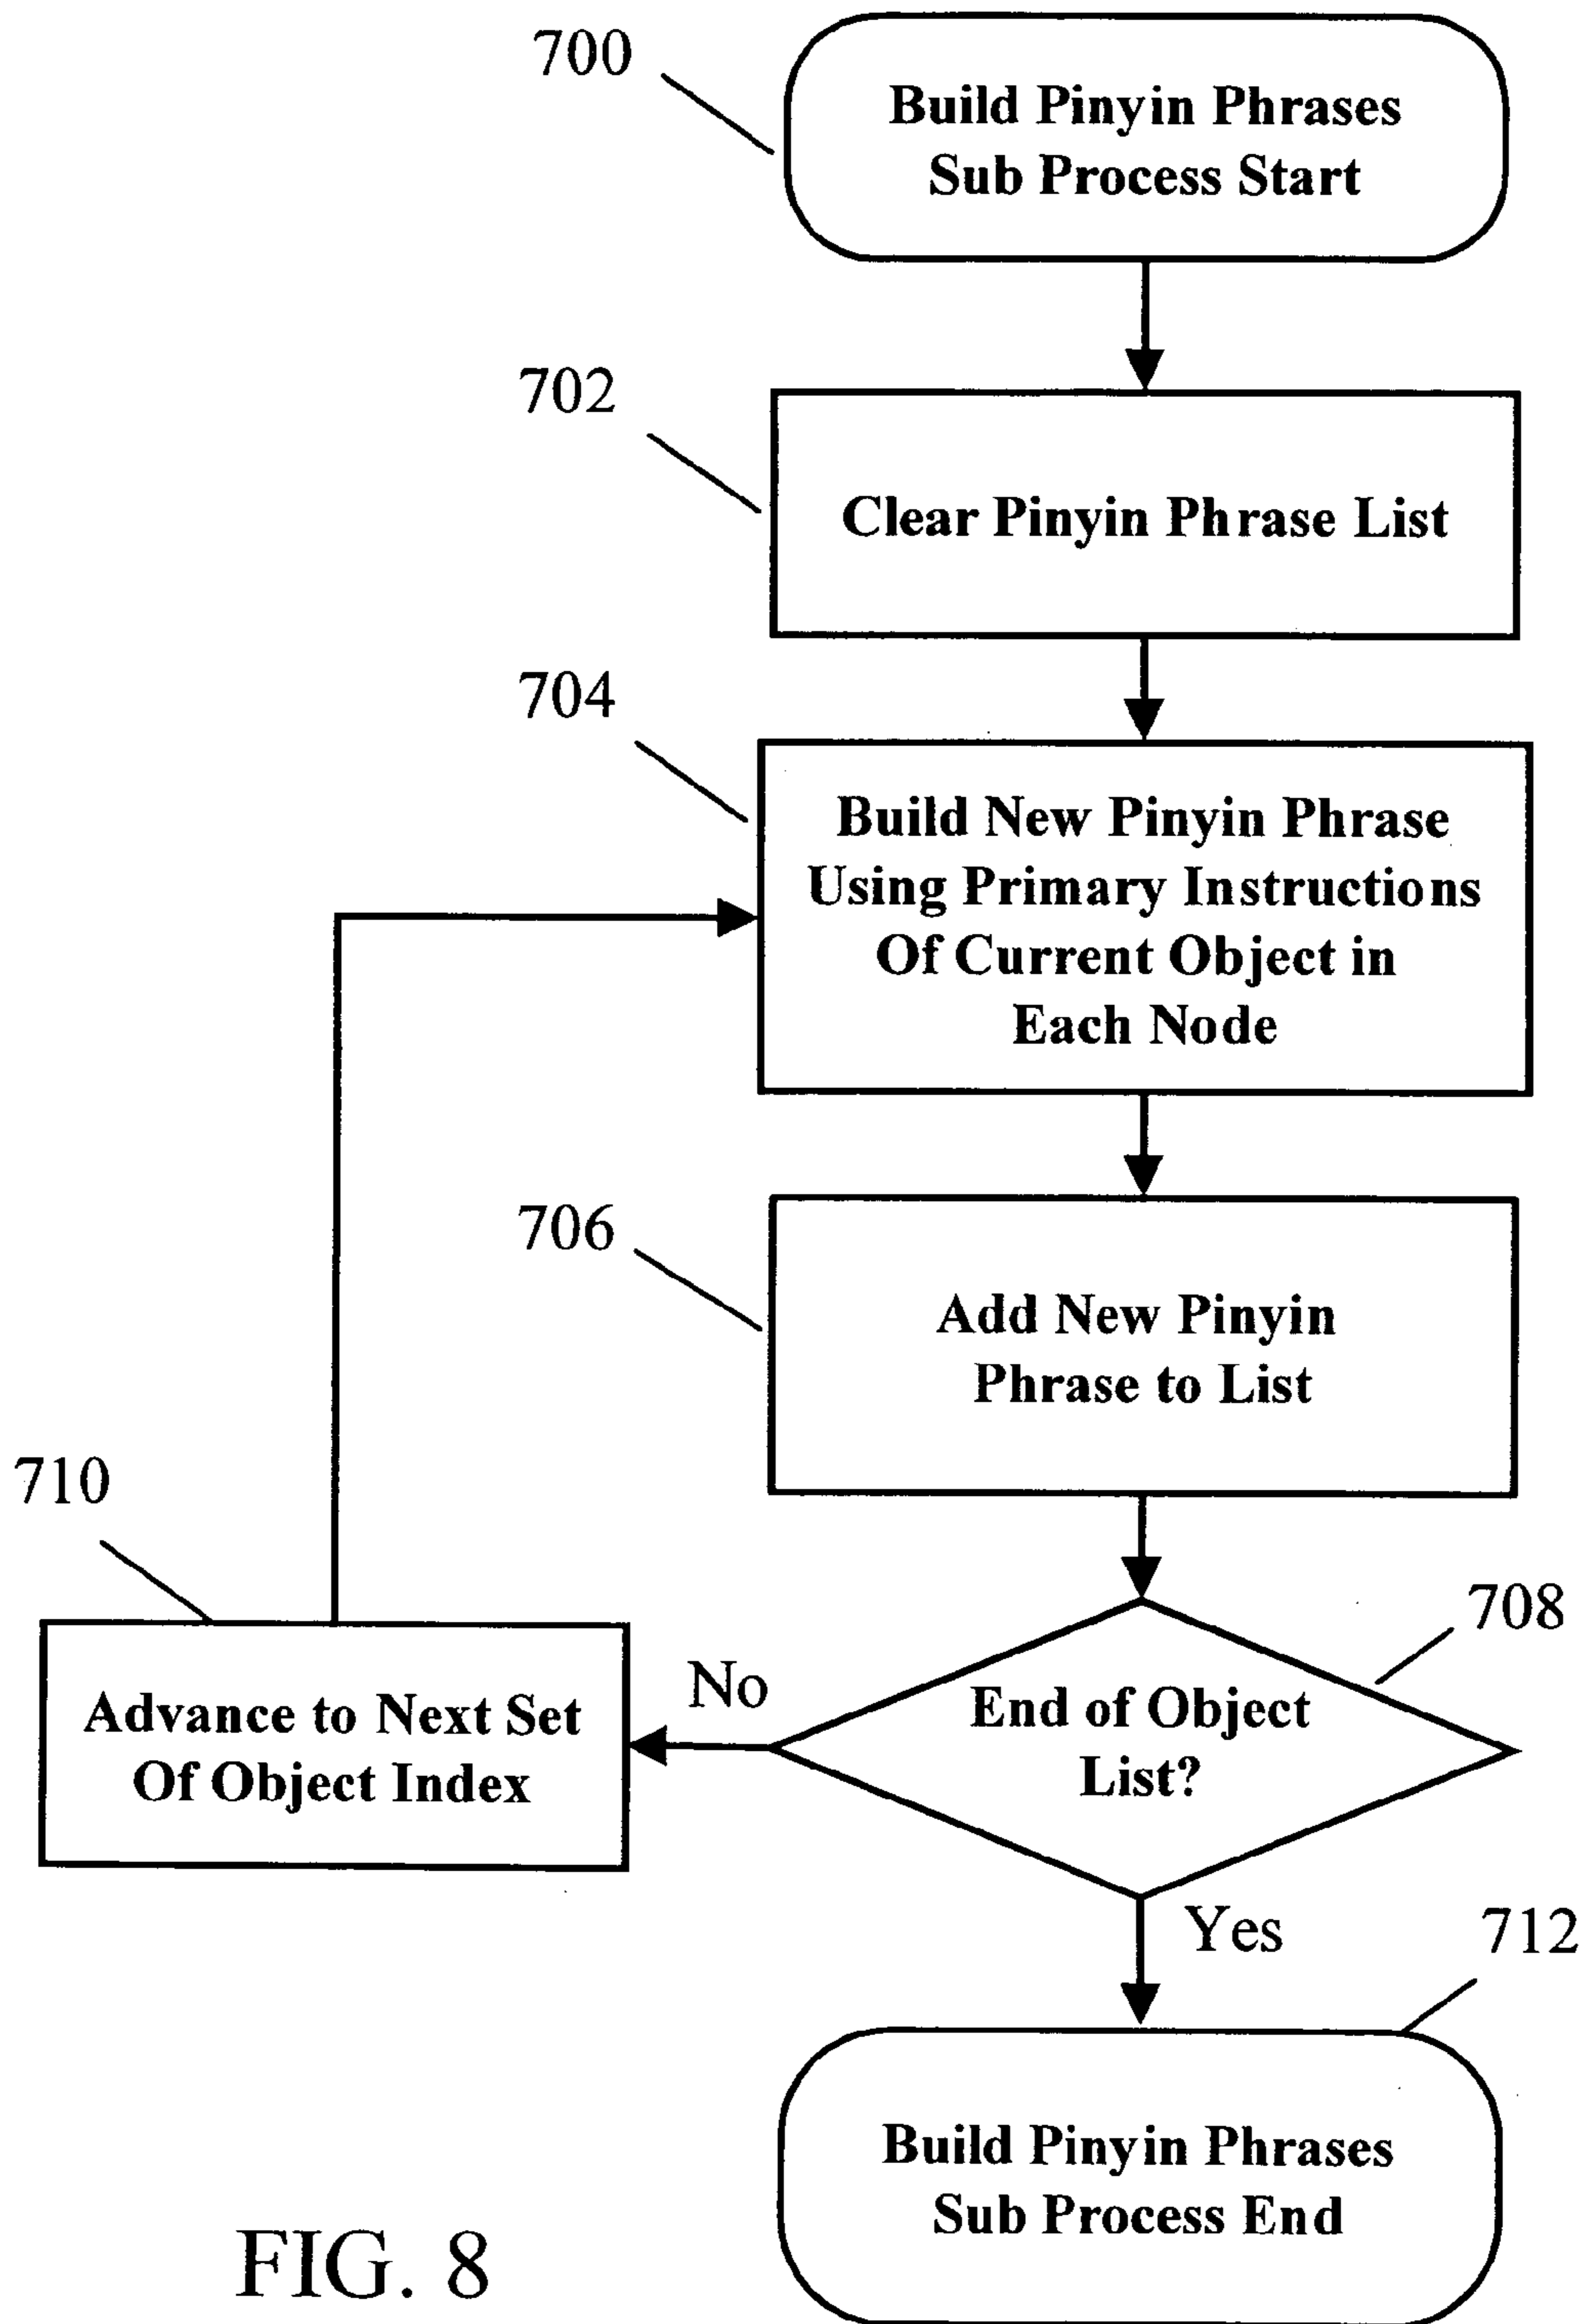 700
Build Pinyin Phrases
Sub Process Start
702
Clear Pinyin Phrase List
704
Build New Pinyin Phrase
Using Primary Instructions
Of Current Object in
Each Node
706
Add New Pinyin
Phrase to List
710
708
Advance to Next Set
Of Object Index
No
End of Object
List?
Yes
712
Build Pinyin Phrases
Sub Process End
FIG. 8